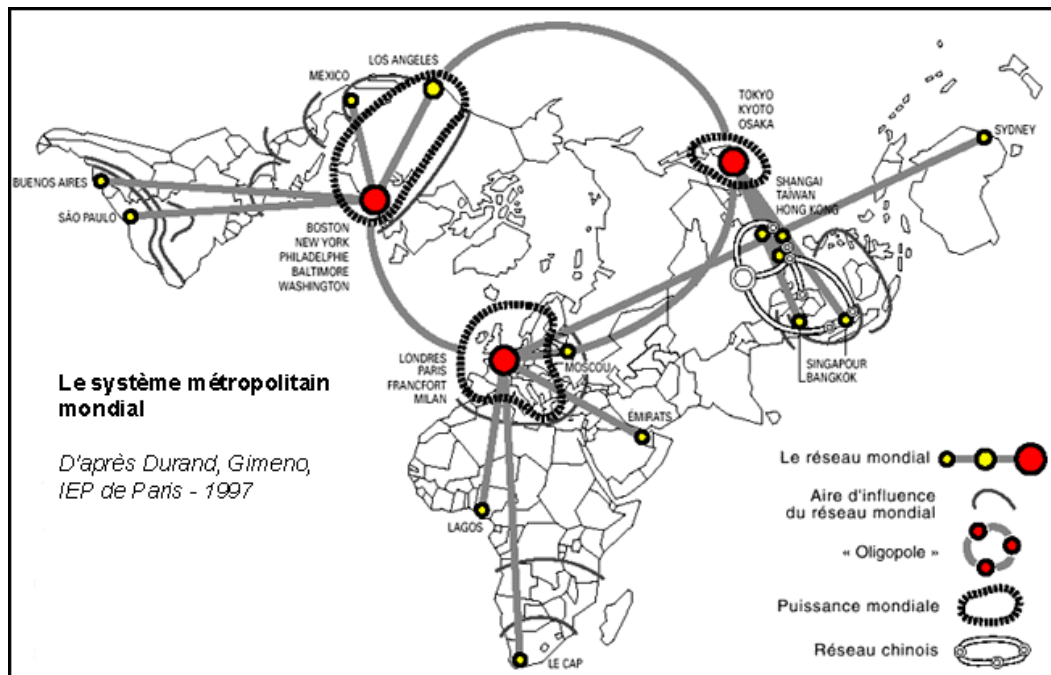 LOS ANGELES
MEXICO
TOKYO
KYOTO
OSAKA
SYDNEY
BUENOS AIRES
SÃO PAULO
SHANGAI
TAÏWAN
HONG KONG
BOSTON
NEW YORK
PHILADELPHIE
BALTIMORE
WASHINGTON
LONDRES
PARIS
FRANCFORT
MILAN
MOSCOU
SINGAPOUR
BANGKOK
ÉMIRATS
LAGOS
LE CAP
Le système métropolitain
mondial
D'après Durand, Gimeno,
IEP de Paris - 1997
Le réseau mondial
Aire d'influence
du réseau mondial
« Oligopole »
Puissance mondiale
Réseau chinois